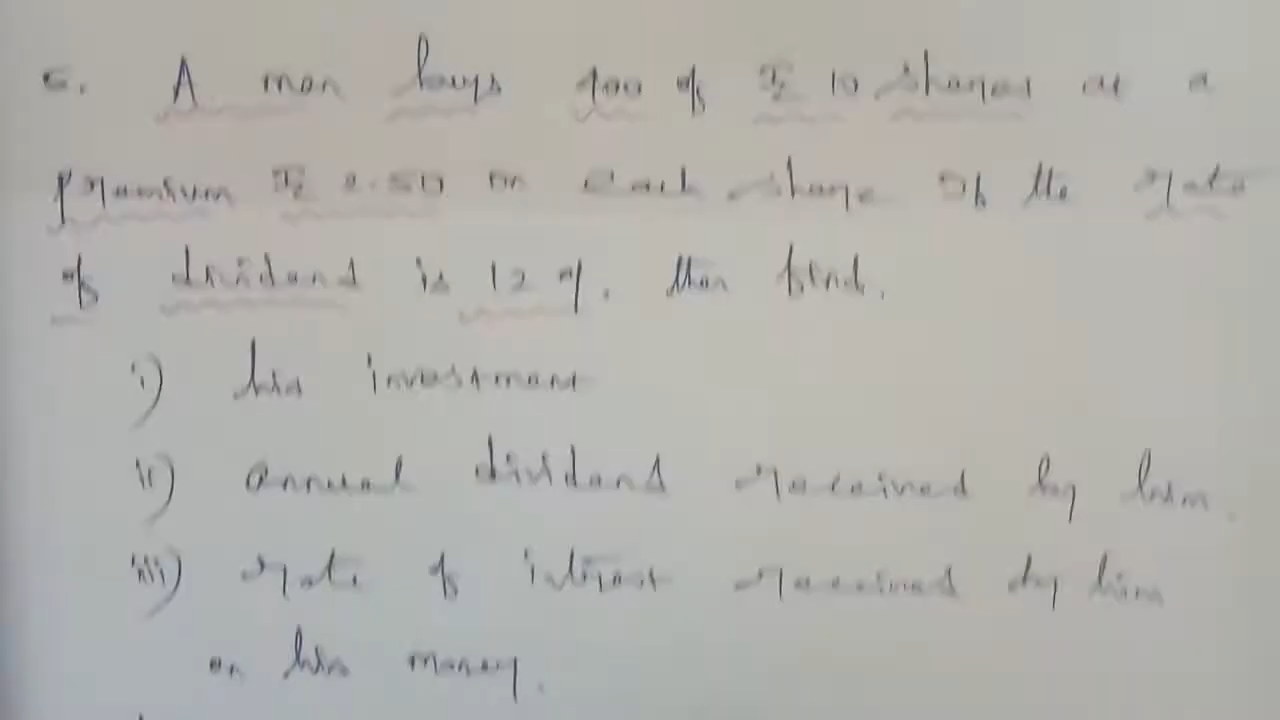 A man buys 400 of ₹ 10 shares at a
premium ₹ 2.50 on each share If the rate
of dividend is 12 %. then find.
i) his investment
ii) annual dividend received by him.
iii) rate of interest received by him
on his money.